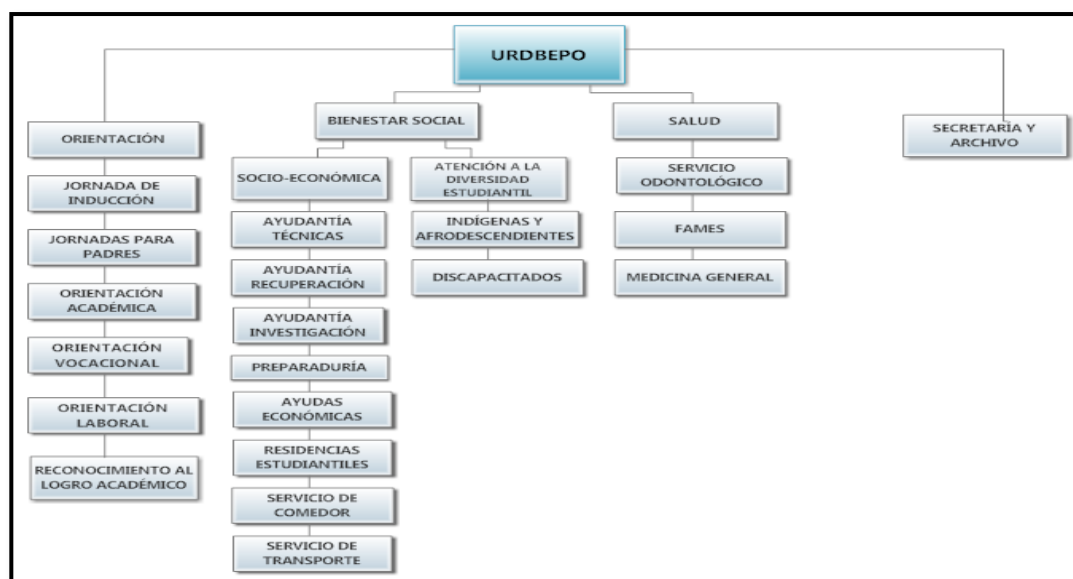 URDBEPO
ORIENTACIÓN
JORNADA DE
INDUCCIÓN
JORNADAS PARA
PADRES
ORIENTACIÓN
ACADÉMICA
ORIENTACIÓN
VOCACIONAL
ORIENTACIÓN
LABORAL
RECONOCIMIENTO AL
LOGRO ACADÉMICO
BIENESTAR SOCIAL
SOCIO-ECONÓMICA
AYUDANTÍA
TÉCNICAS
AYUDANTÍA
RECUPERACIÓN
AYUDANTÍA
INVESTIGACIÓN
PREPARADURÍA
AYUDAS
ECONÓMICAS
RESIDENCIAS
ESTUDIANTILES
SERVICIO DE
COMEDOR
SERVICIO DE
TRANSPORTE
ATENCIÓN A LA
DIVERSIDAD
ESTUDIANTIL
INDÍGENAS Y
AFRODESCENDIENTES
DISCAPACITADOS
SALUD
SERVICIO
ODONTOLÓGICO
FAMES
MEDICINA GENERAL
SECRETARÍA Y
ARCHIVO